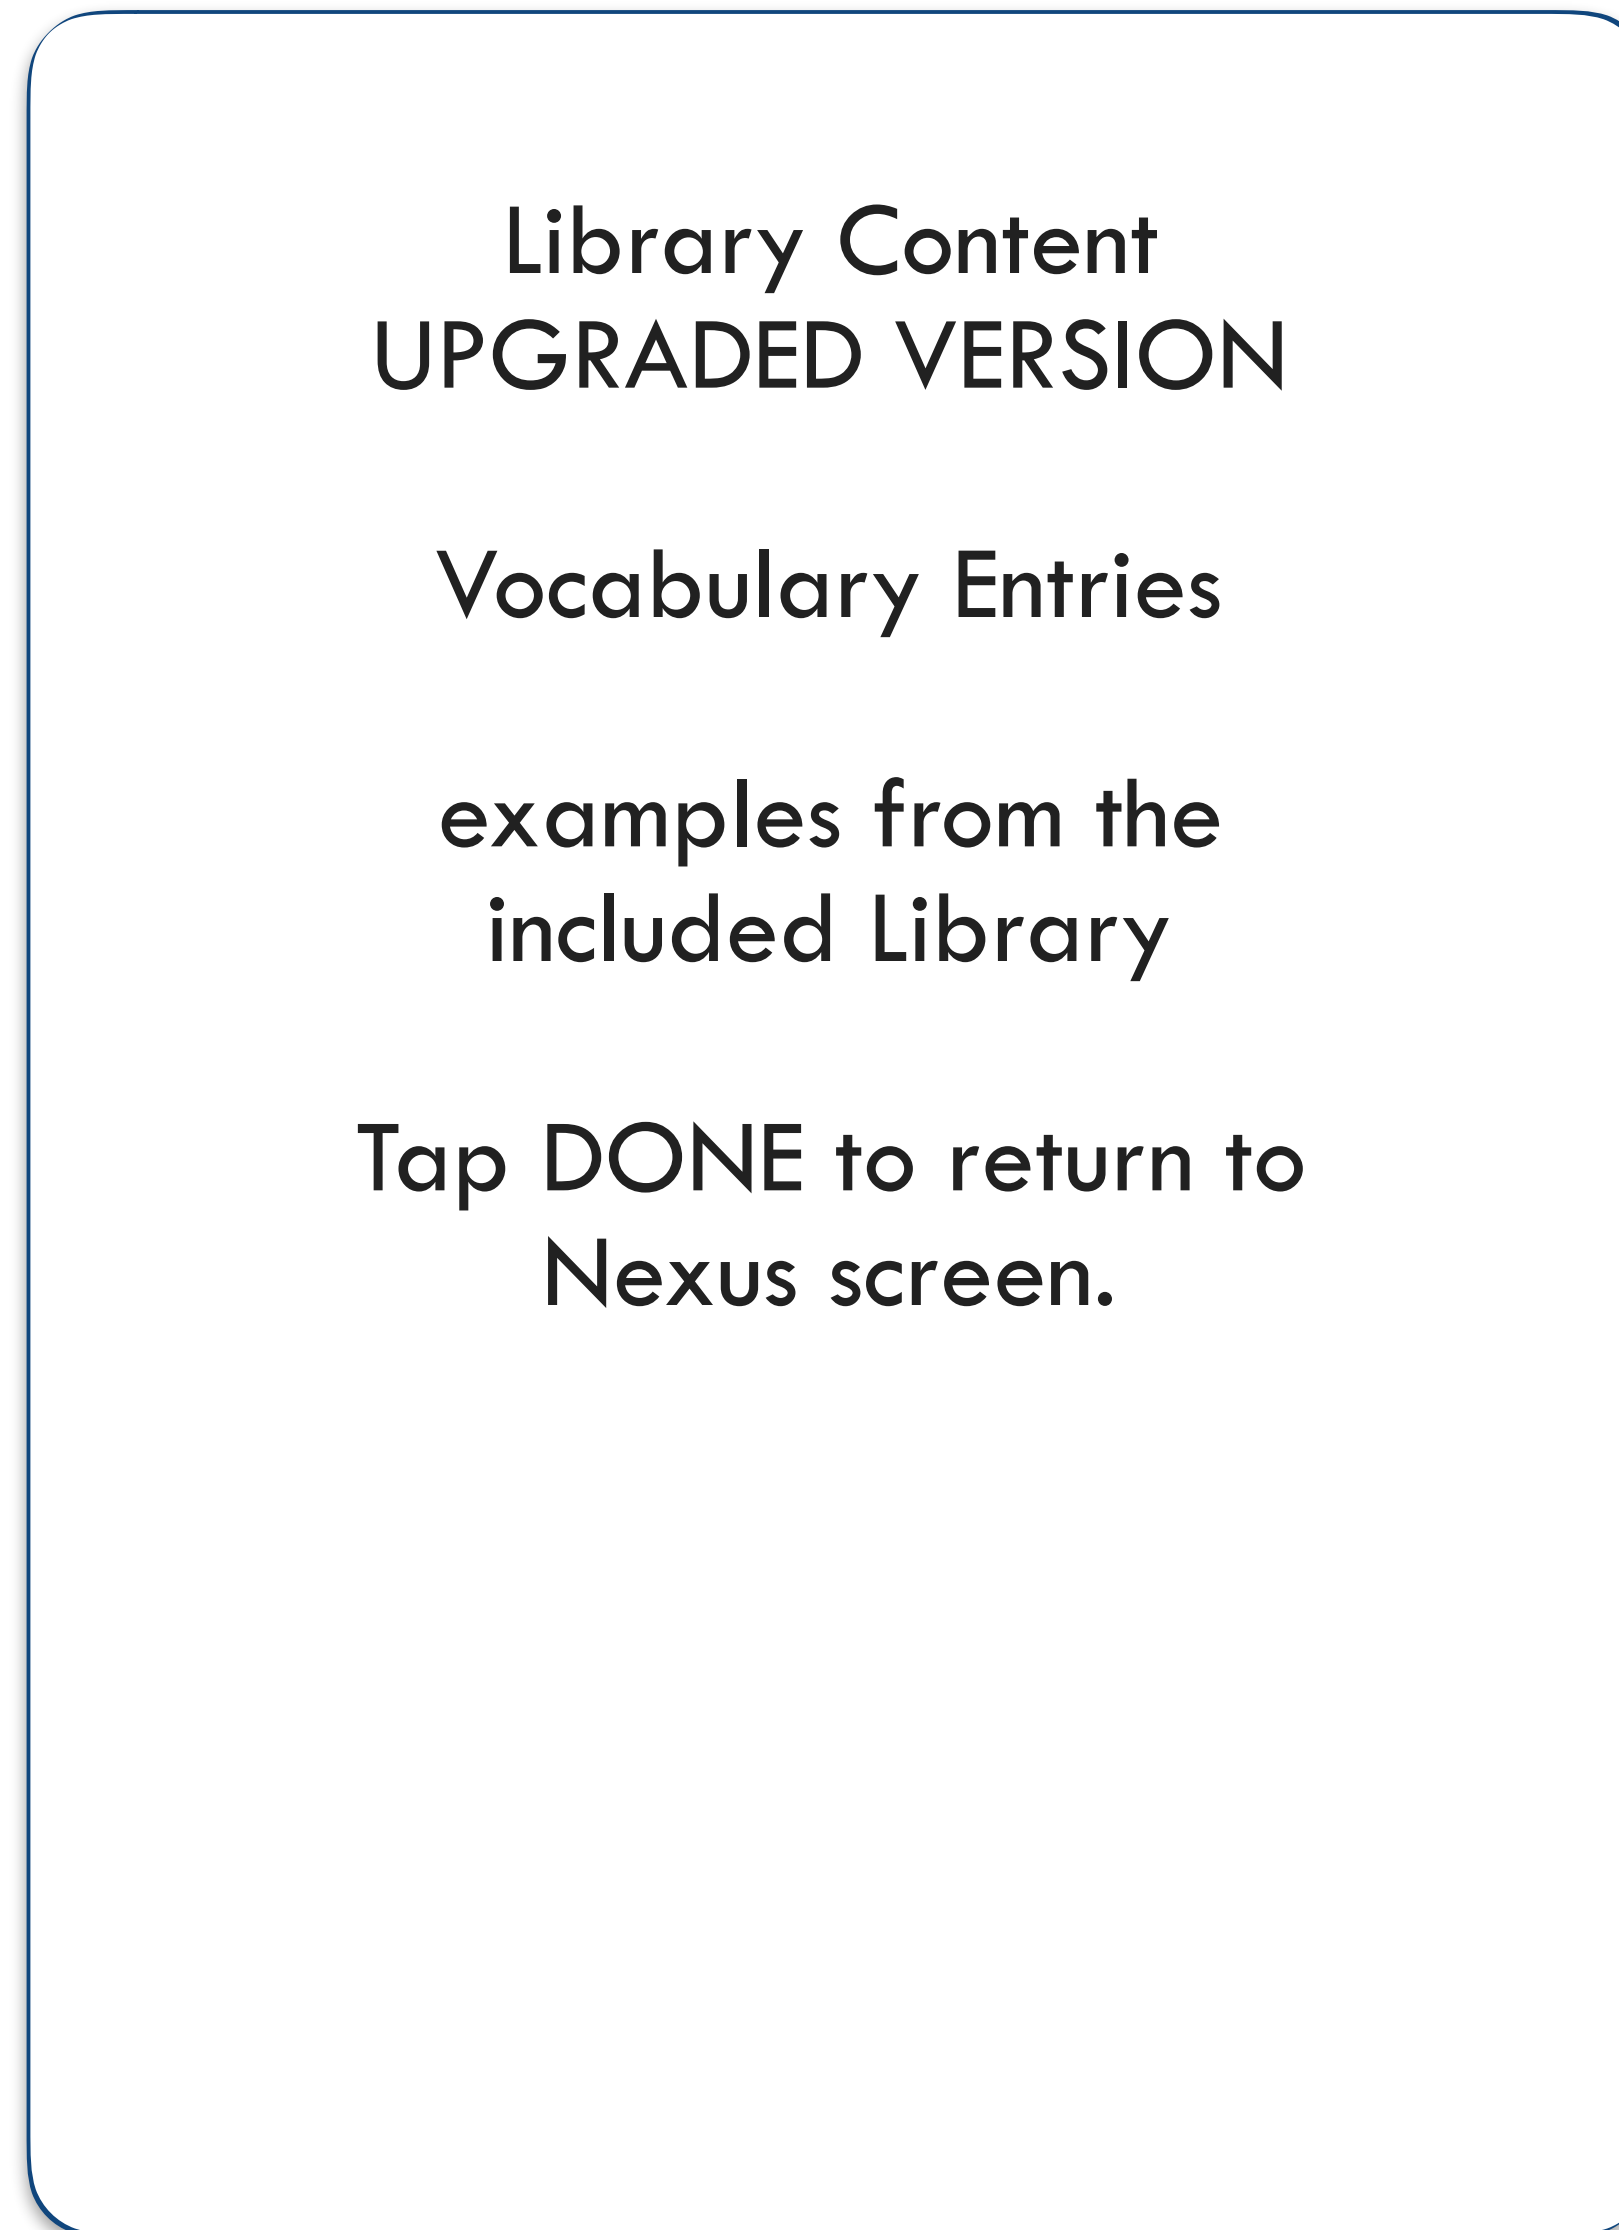 Library Content
UPGRADED VERSION
Vocabulary Entries
examples from the
included Library
Tap DONE to return to
Nexus screen.